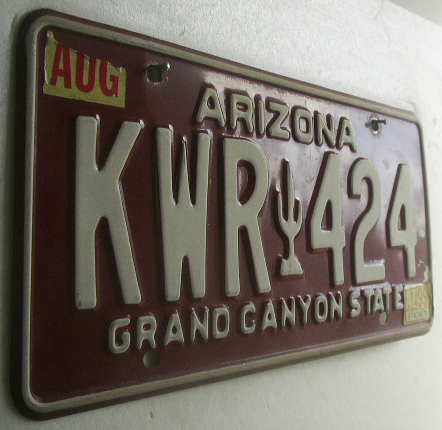 AUG
ARIZONA
KWR 424
GRAND CANYON STATE